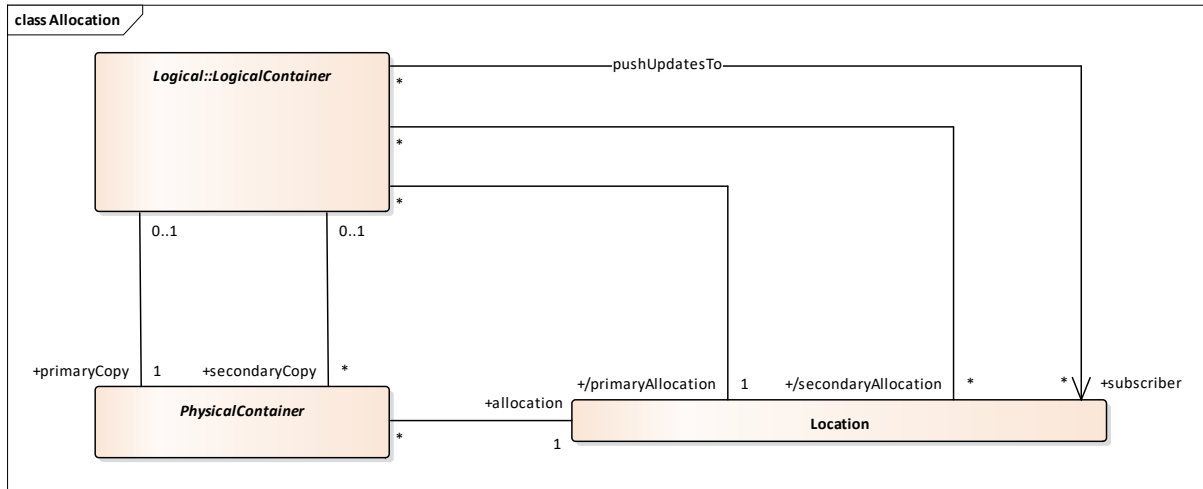 class Allocation
Logical::LogicalContainer
pushUpdatesTo
*
*
*
0..1
0..1
+primaryCopy
1
+secondaryCopy
*
+/primaryAllocation
1
+/secondaryAllocation
*
*
+subscriber
PhysicalContainer
+allocation
*
1
Location